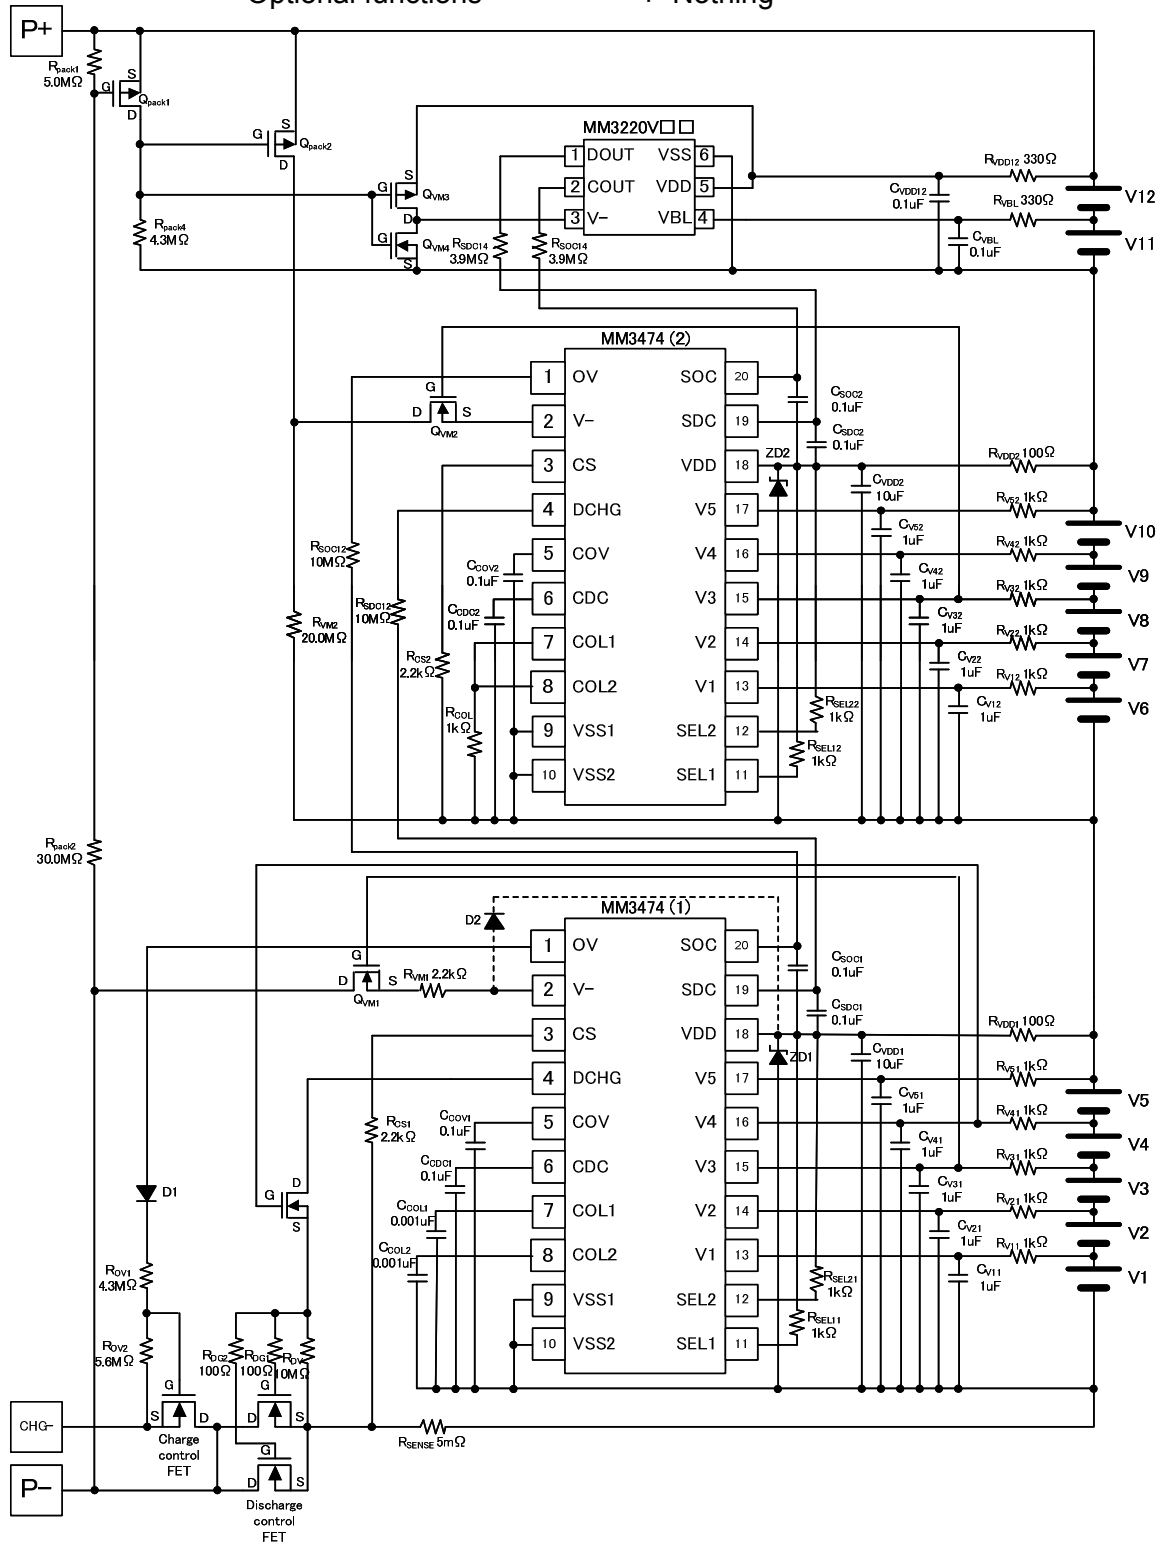 Optional functions : Nothing
P+
Rpack1
5.0MΩ
S
G
Qpack1
D
S
G
Qpack2
D
S
G
QVM3
D
QVM4
S
Rpack4
4.3MΩ
MM3220V□□
1 DOUT VSS 6
2 COUT VDD 5
3 V- VBL 4
RSDC14
3.9MΩ
RSOC14
3.9MΩ
CVDD12
0.1uF
RVDD12 330Ω
RVBL 330Ω
CVBL
0.1uF
V12
V11
MM3474 (2)
1 OV SOC 20
2 V- SDC 19
3 CS VDD 18
4 DCHG V5 17
5 COV V4 16
6 CDC V3 15
7 COL1 V2 14
8 COL2 V1 13
9 VSS1 SEL2 12
10 VSS2 SEL1 11
G
D S
QVM2
CSOC2
0.1uF
CSDC2
0.1uF
ZD2
RVDD2 100Ω
CVDD2
10uF
RV52 1kΩ
CV52
1uF
RV42 1kΩ
CV42
1uF
RV32 1kΩ
CV32
1uF
RV22 1kΩ
CV22
1uF
RV12 1kΩ
CV12
1uF
V10
V9
V8
V7
V6
RSOC12
10MΩ
RSDC12
10MΩ
CCOV2
0.1uF
CCDC2
0.1uF
RVM2
20.0MΩ
RCS2
2.2kΩ
RCOL
1kΩ
RSEL22
1kΩ
RSEL12
1kΩ
Rpack2
30.0MΩ
MM3474 (1)
1 OV SOC 20
2 V- SDC 19
3 CS VDD 18
4 DCHG V5 17
5 COV V4 16
6 CDC V3 15
7 COL1 V2 14
8 COL2 V1 13
9 VSS1 SEL2 12
10 VSS2 SEL1 11
D2
G
D S
QVM1
RVM1 2.2kΩ
CSOC1
0.1uF
CSDC1
0.1uF
ZD1
RVDD1 100Ω
CVDD1
10uF
RV51 1kΩ
CV51
1uF
RV41 1kΩ
CV41
1uF
RV31 1kΩ
CV31
1uF
RV21 1kΩ
CV21
1uF
RV11 1kΩ
CV11
1uF
V5
V4
V3
V2
V1
RCS1
2.2kΩ
CCOV1
0.1uF
CCDC1
0.1uF
CCOL1
0.001uF
CCOL2
0.001uF
RSEL21
1kΩ
RSEL11
1kΩ
D1
D
G
S
ROV1
4.3MΩ
ROV2
5.6MΩ
RDG2
100Ω
RDG1
100Ω
RDV
10MΩ
CHG-
G
S D
Charge
control
FET
G
D S
RSENSE 5mΩ
P-
G
D S
Discharge
control
FET